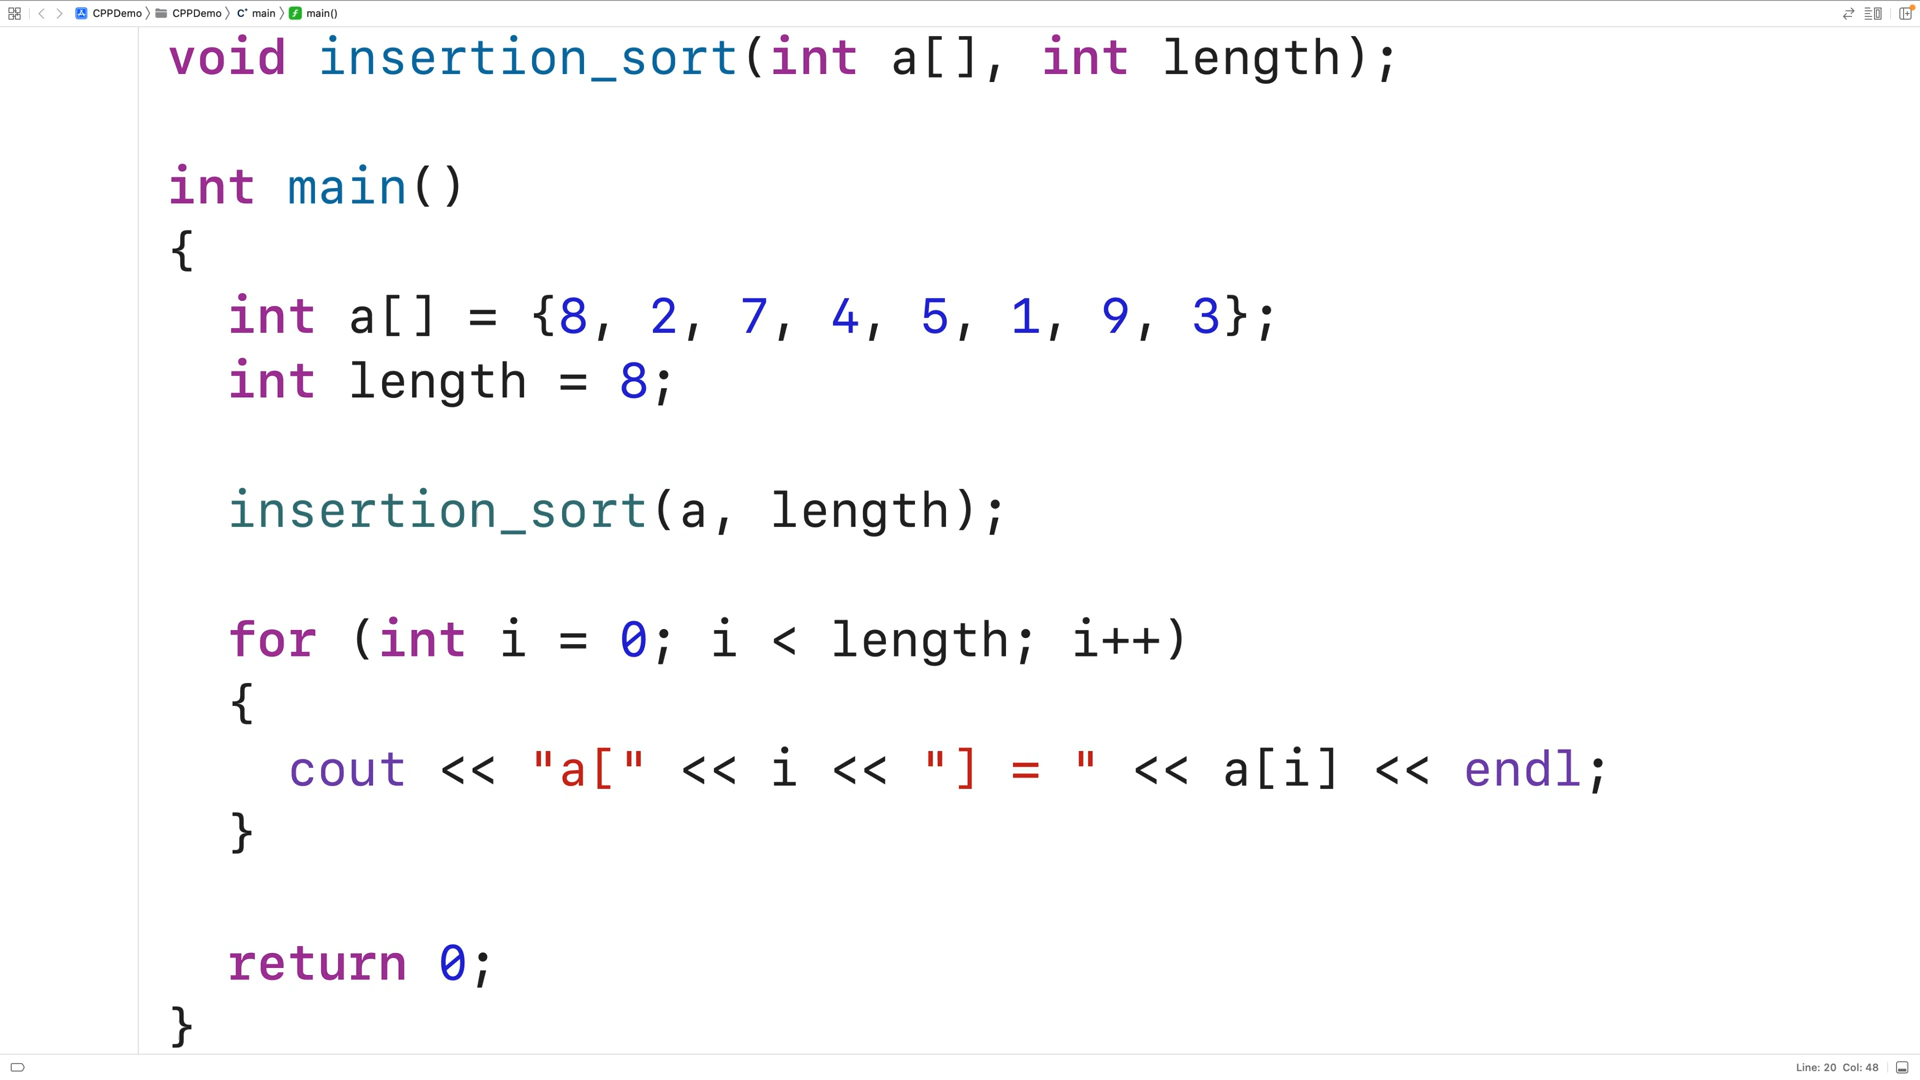 CPPDemo 〉 CPPDemo 〉 C⁺ main 〉 f main()
void insertion_sort(int a[], int length);
int main()
{
int a[] = {8, 2, 7, 4, 5, 1, 9, 3};
int length = 8;
insertion_sort(a, length);
for (int i = 0; i < length; i++)
{
cout << "a[" << i << "] = " << a[i] << endl;
}
return 0;
}
Line: 20 Col: 48